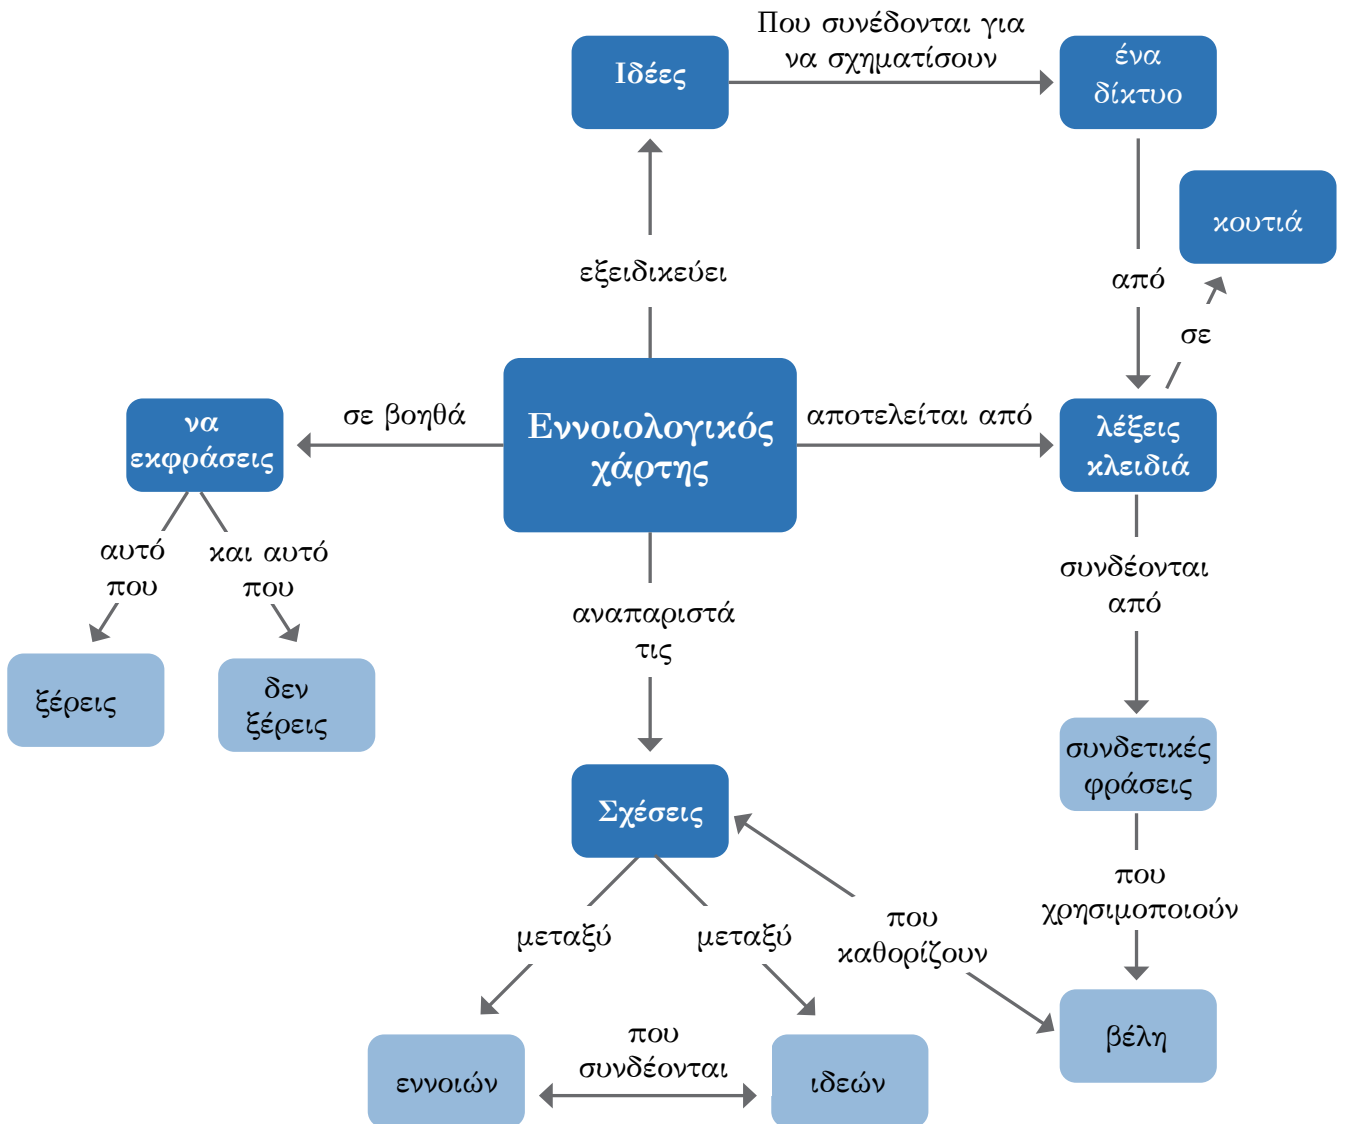 Που συνέδονται για
να σχηματίσουν
Ιδέες
ένα
δίκτυο
κουτιά
εξειδικεύει
από
σε
Εννοιολογικός
χάρτης
σε βοηθά
αποτελείται από
να
εκφράσεις
λέξεις
κλειδιά
αυτό
που
και αυτό
που
συνδέονται
από
αναπαριστά
τις
ξέρεις
δεν
ξέρεις
συνδετικές
φράσεις
Σχέσεις
που
χρησιμοποιούν
μεταξύ
μεταξύ
που
καθορίζουν
βέλη
που
συνδέονται
εννοιών
ιδεών